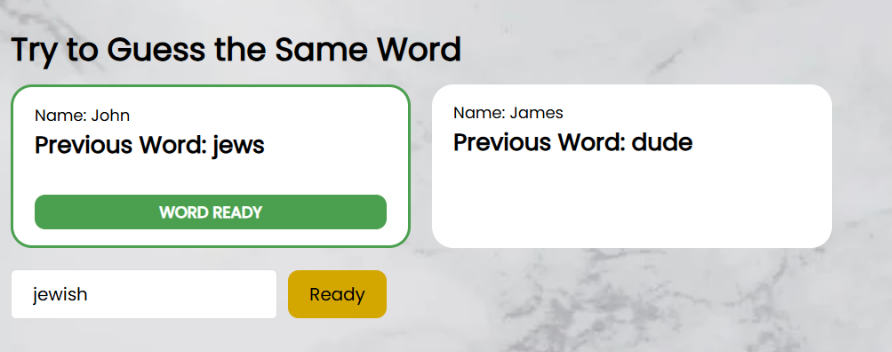 Try to Guess the Same Word
Name: John
Previous Word: jews
WORD READY
Name: James
Previous Word: dude
jewish
Ready